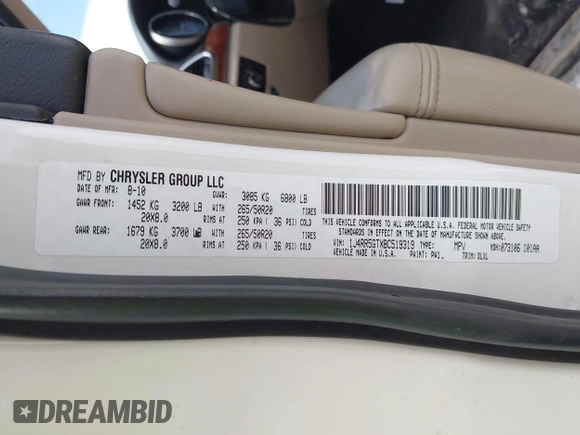 MFD BY CHRYSLER GROUP LLC
DATE OF MFR: 8-10 GVWR: 3085 KG 6800 LB
GAWR FRONT: 1452 KG 3200 LB WITH 265/50R20 TIRES
20X8.0 RIMS AT 250 KPA ( 36 PSI) COLD
GAWR REAR: 1679 KG 3700 LB WITH 265/50R20 TIRES
20X8.0 RIMS AT 250 KPA ( 36 PSI) COLD
THIS VEHICLE CONFORMS TO ALL APPLICABLE U.S.A. FEDERAL MOTOR VEHICLE SAFETY
STANDARDS IN EFFECT ON THE DATE OF MANUFACTURE SHOWN ABOVE.
VIN: 1J4RR5GTXBC519319 TYPE: MPV MDH: 073106 101AA
VEHICLE MADE IN U.S.A. PAINT: PW1. TRIM: DLXL
DREAMBID